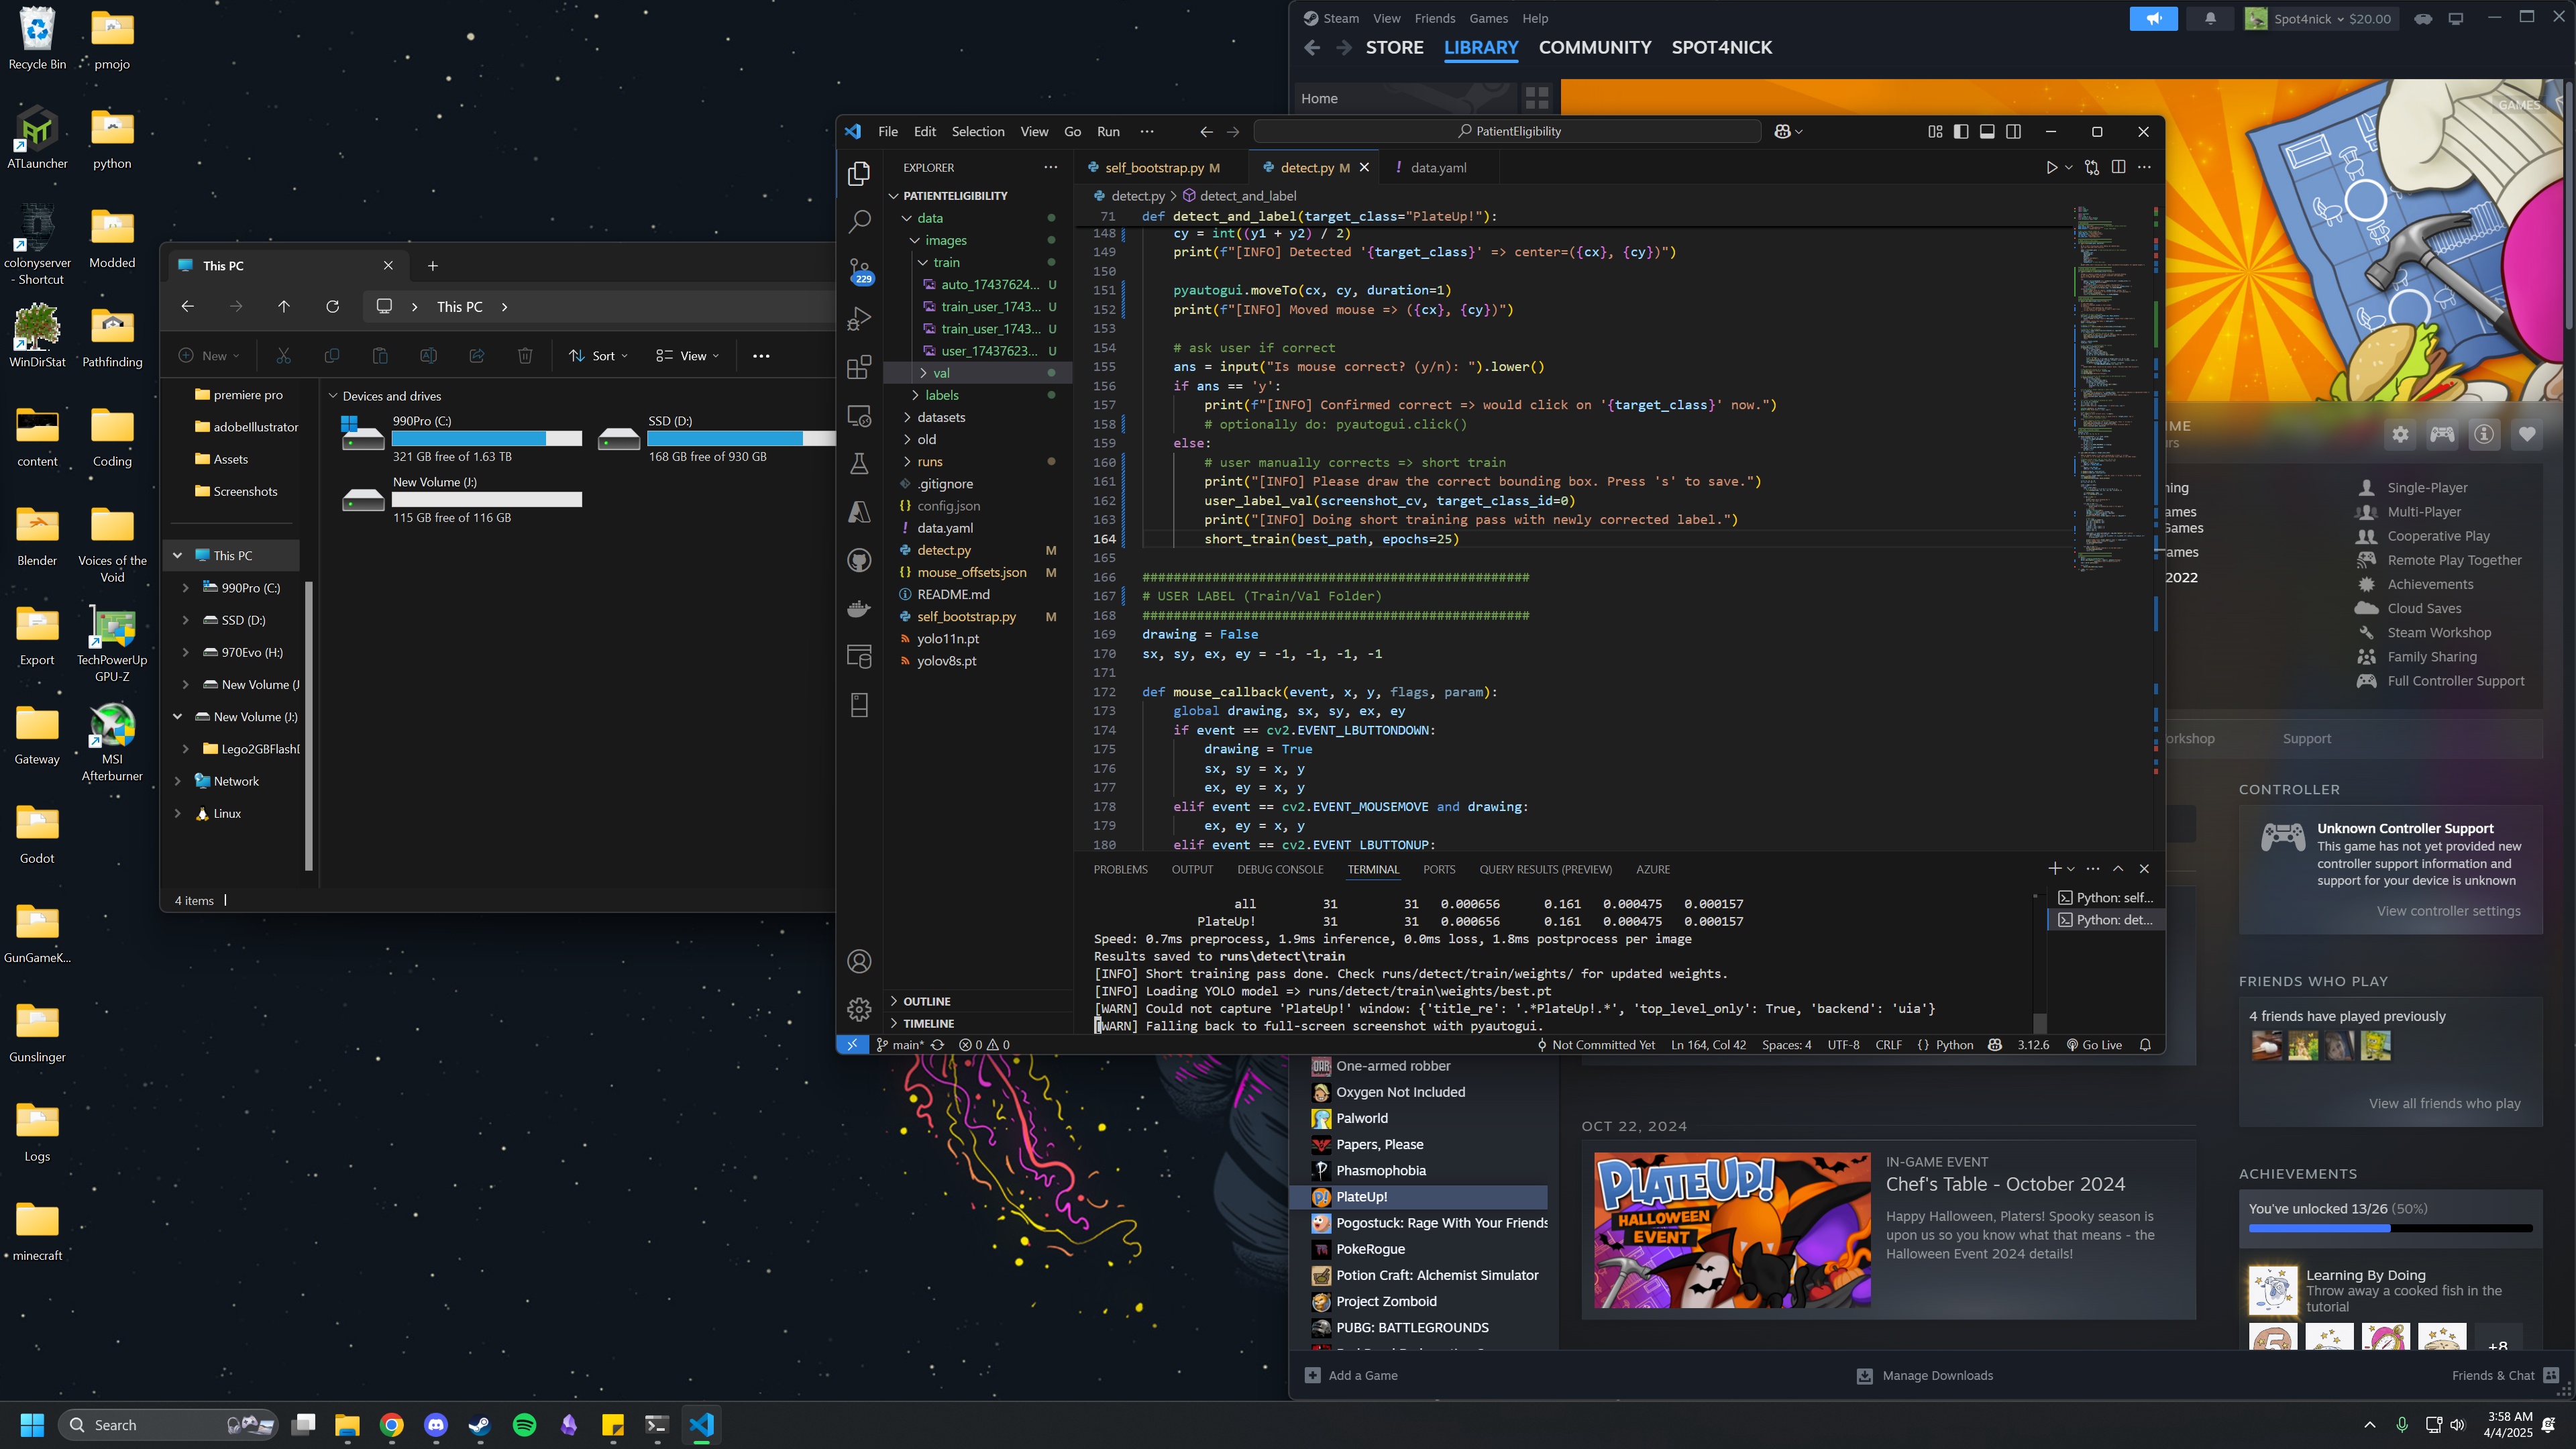 Recycle Bin
pmojo
ATLauncher
python
colonyserver
- Shortcut
Modded
WinDirStat
Pathfinding
content
Coding
Blender
Voices of the
Void
Export
TechPowerUp
GPU-Z
Gateway
MSI
Afterburner
Godot
GunGameK...
Gunslinger
Logs
minecraft
This PC
This PC
New
Sort
View
premiere pro
adobeIllustrator
Assets
Screenshots
This PC
990Pro (C:)
SSD (D:)
970Evo (H:)
New Volume (J
New Volume (J:)
Lego2GBFlashD
Network
Linux
Devices and drives
990Pro (C:)
321 GB free of 1.63 TB
SSD (D:)
168 GB free of 930 GB
New Volume (J:)
115 GB free of 116 GB
4 items
File Edit Selection View Go Run
PatientEligibility
EXPLORER
PATIENTELIGIBILITY
data
images
train
auto_17437624... U
train_user_1743... U
train_user_1743... U
user_17437623... U
val
labels
datasets
old
runs
.gitignore
config.json
data.yaml
detect.py M
mouse_offsets.json M
README.md
self_bootstrap.py M
yolo11n.pt
yolov8s.pt
OUTLINE
TIMELINE
229
self_bootstrap.py M
detect.py M
data.yaml
detect.py > detect_and_label
71 def detect_and_label(target_class="PlateUp!"):
148 cy = int((y1 + y2) / 2)
149 print(f"[INFO] Detected '{target_class}' => center=({cx}, {cy})")
150
151 pyautogui.moveTo(cx, cy, duration=1)
152 print(f"[INFO] Moved mouse => ({cx}, {cy})")
153
154 # ask user if correct
155 ans = input("Is mouse correct? (y/n): ").lower()
156 if ans == 'y':
157 print(f"[INFO] Confirmed correct => would click on '{target_class}' now.")
158 # optionally do: pyautogui.click()
159 else:
160 # user manually corrects => short train
161 print("[INFO] Please draw the correct bounding box. Press 's' to save.")
162 user_label_val(screenshot_cv, target_class_id=0)
163 print("[INFO] Doing short training pass with newly corrected label.")
164 short_train(best_path, epochs=25)
165
166 ##################################################
167 # USER LABEL (Train/Val Folder)
168 ##################################################
169 drawing = False
170 sx, sy, ex, ey = -1, -1, -1, -1
171
172 def mouse_callback(event, x, y, flags, param):
173 global drawing, sx, sy, ex, ey
174 if event == cv2.EVENT_LBUTTONDOWN:
175 drawing = True
176 sx, sy = x, y
177 ex, ey = x, y
178 elif event == cv2.EVENT_MOUSEMOVE and drawing:
179 ex, ey = x, y
180 elif event == cv2.EVENT_LBUTTONUP:
PROBLEMS OUTPUT DEBUG CONSOLE TERMINAL PORTS QUERY RESULTS (PREVIEW) AZURE
all 31 31 0.000656 0.161 0.000475 0.000157
PlateUp! 31 31 0.000656 0.161 0.000475 0.000157
Speed: 0.7ms preprocess, 1.9ms inference, 0.0ms loss, 1.8ms postprocess per image
Results saved to runs\detect\train
[INFO] Short training pass done. Check runs/detect/train/weights/ for updated weights.
[INFO] Loading YOLO model => runs/detect/train\weights/best.pt
[WARN] Could not capture 'PlateUp!' window: {'title_re': '.*PlateUp!.*', 'top_level_only': True, 'backend': 'uia'}
[WARN] Falling back to full-screen screenshot with pyautogui.
Python: self...
Python: det...
main* 0 0
Not Committed Yet Ln 164, Col 42 Spaces: 4 UTF-8 CRLF {} Python 3.12.6 Go Live
Steam View Friends Games Help
Spot4nick $20.00
STORE LIBRARY COMMUNITY SPOT4NICK
Home
GAMES
Single-Player
Multi-Player
Cooperative Play
Remote Play Together
Achievements
Cloud Saves
Steam Workshop
Family Sharing
Full Controller Support
2022
Support
CONTROLLER
Unknown Controller Support
This game has not yet provided new
controller support information and
support for your device is unknown
View controller settings
FRIENDS WHO PLAY
4 friends have played previously
View all friends who play
ACHIEVEMENTS
You've unlocked 13/26 (50%)
Learning By Doing
Throw away a cooked fish in the
tutorial
+8
One-armed robber
Oxygen Not Included
Palworld
Papers, Please
Phasmophobia
PlateUp!
Pogostuck: Rage With Your Friends
PokeRogue
Potion Craft: Alchemist Simulator
Project Zomboid
PUBG: BATTLEGROUNDS
OCT 22, 2024
PLATEUP!
HALLOWEEN
EVENT
IN-GAME EVENT
Chef's Table - October 2024
Happy Halloween, Platers! Spooky season is
upon us so you know what that means - the
Halloween Event 2024 details!
Add a Game
Manage Downloads
Friends & Chat
Search
3:58 AM
4/4/2025